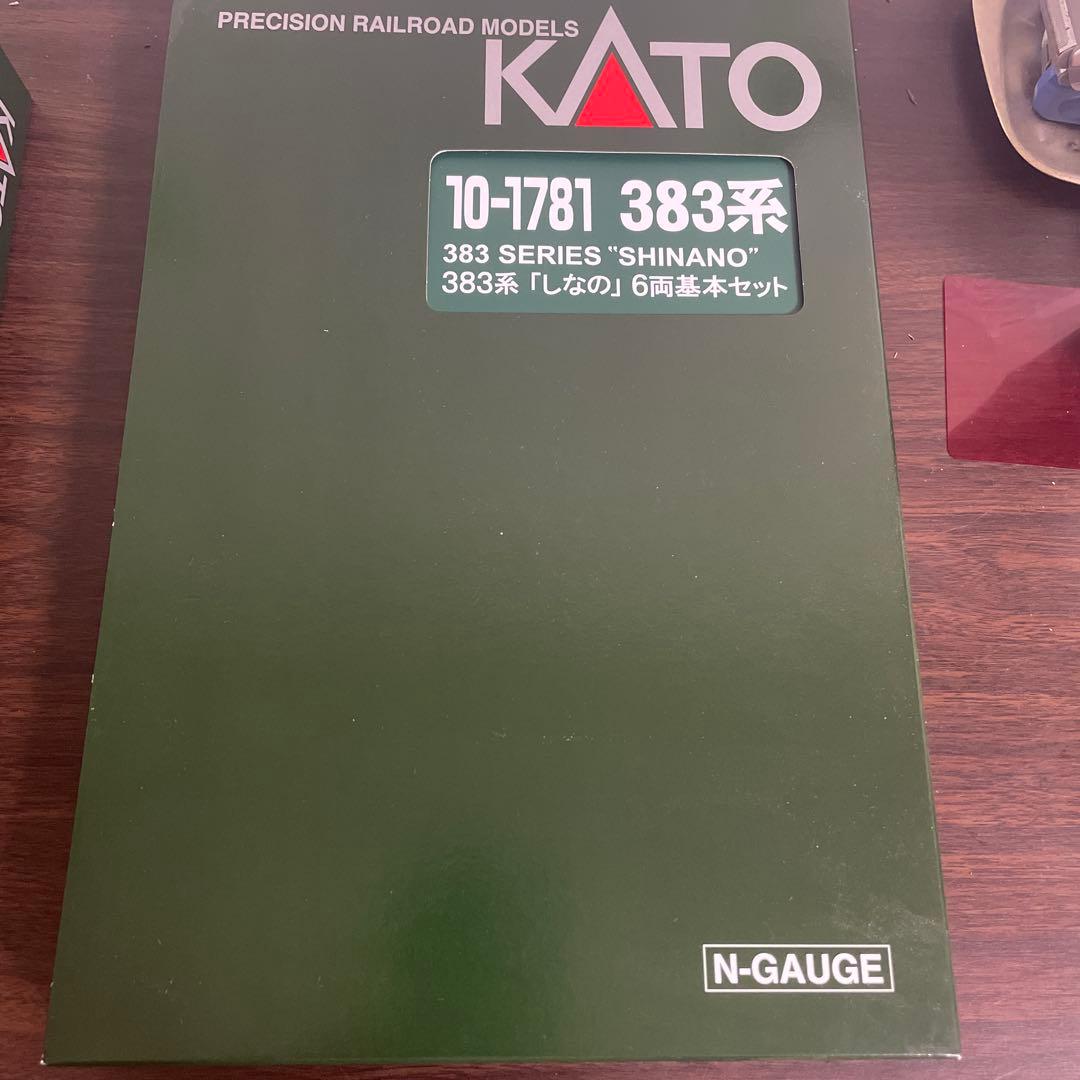 PRECISION RAILROAD MODELS
KATO
10-1781 383系
383 SERIES "SHINANO"
383系「しなの」6両基本セット
N-GAUGE
KATO